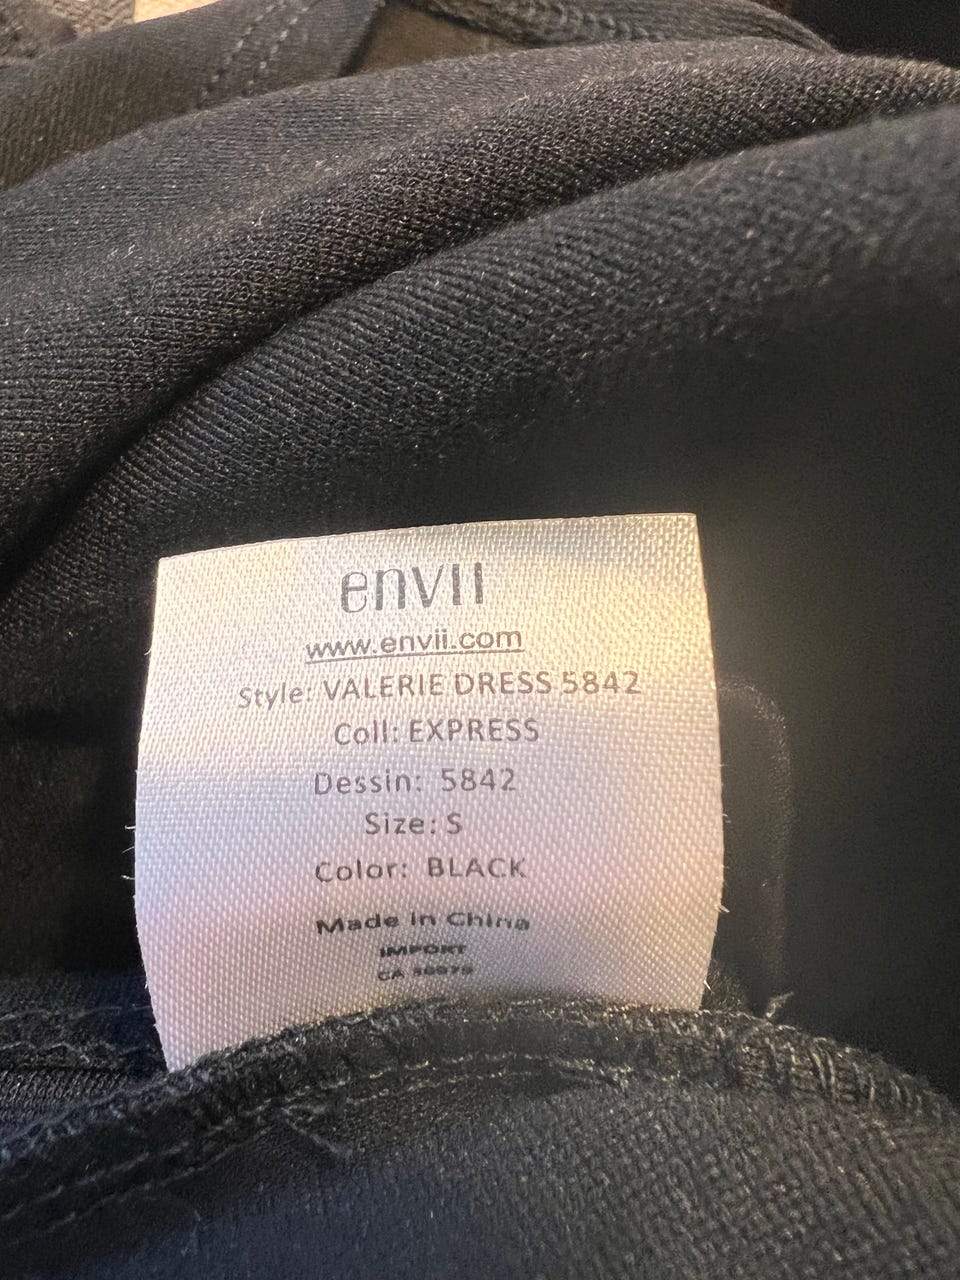 envii
www.envii.com
Style: VALERIE DRESS 5842
Coll: EXPRESS
Dessin: 5842
Size: S
Color: BLACK
Made in China
IMPORT
CA